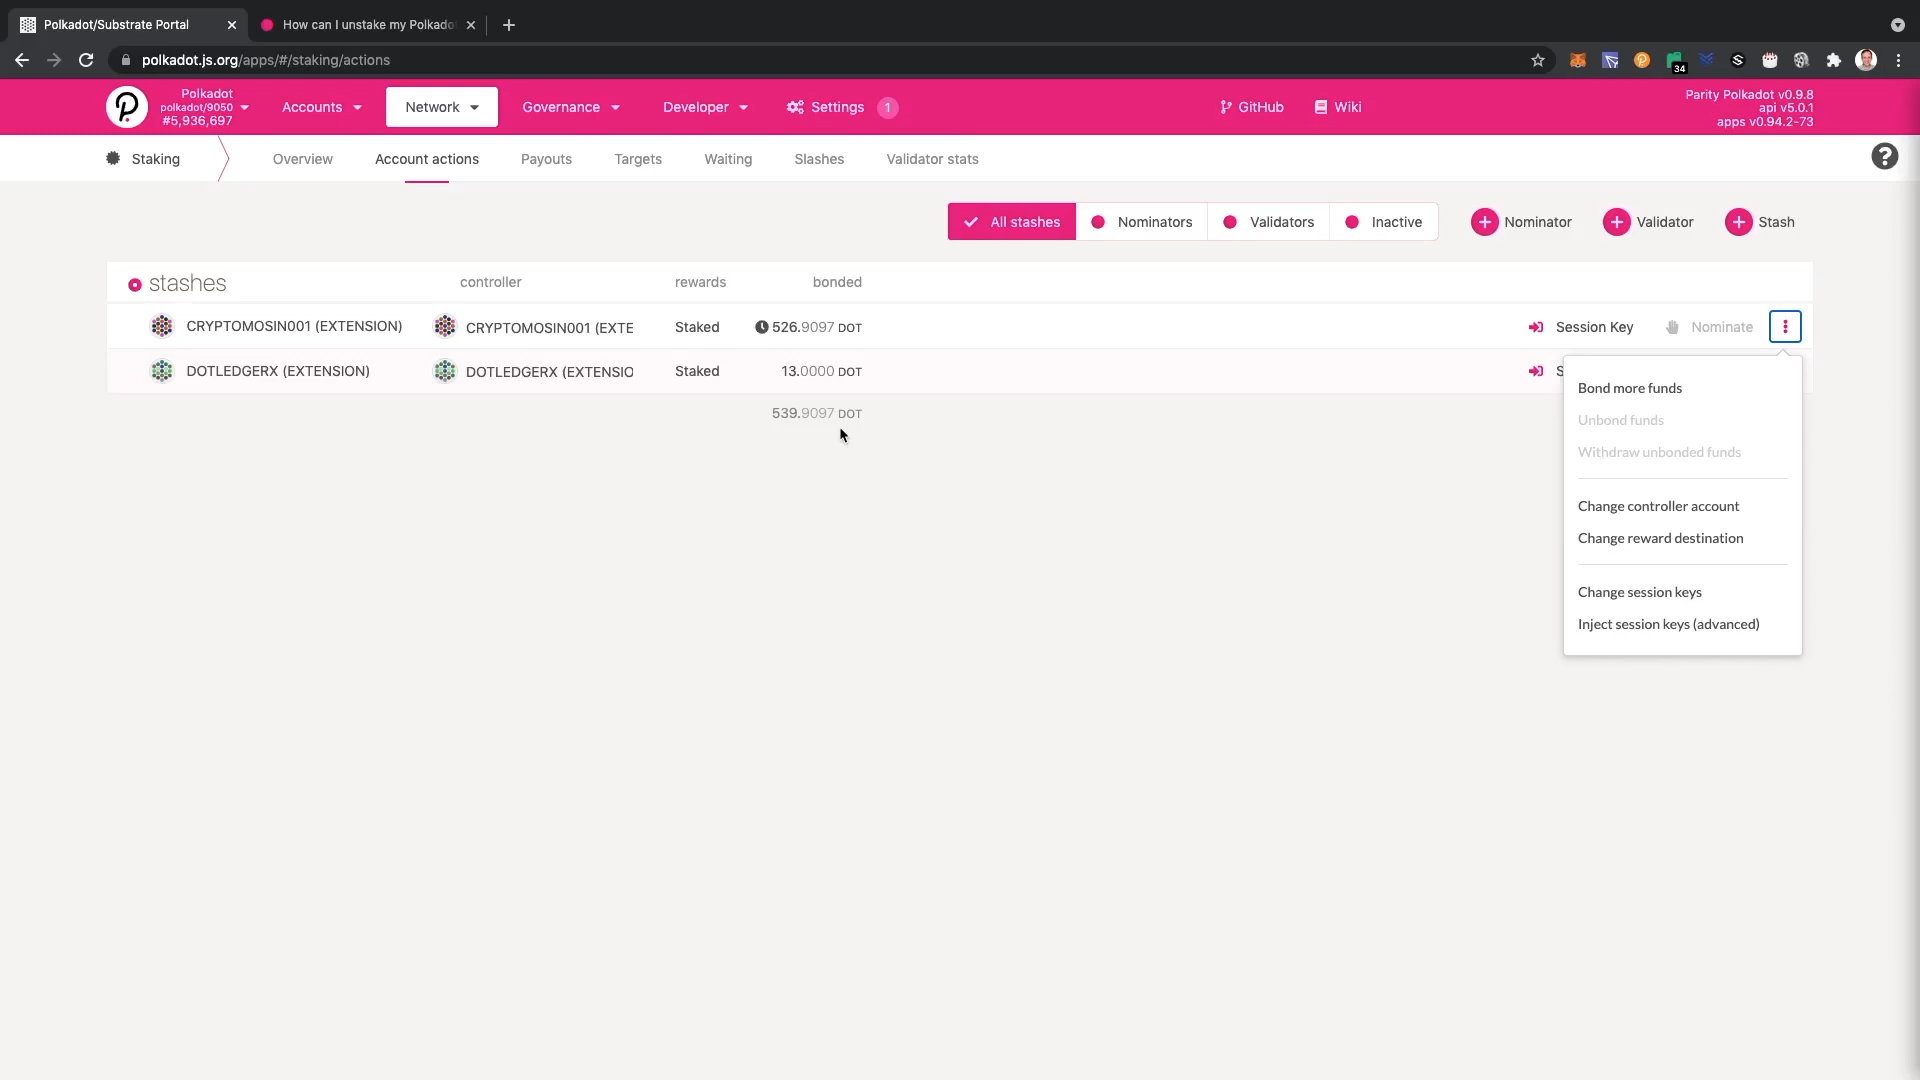 Polkadot/Substrate Portal
How can I unstake my Polkado
polkadot.js.org/apps/#/staking/actions
34
Polkadot
polkadot/9050
#5,936,697
Accounts
Network
Governance
Developer
Settings
1
GitHub
Wiki
Parity Polkadot v0.9.8
api v5.0.1
apps v0.94.2-73
Staking
Overview
Account actions
Payouts
Targets
Waiting
Slashes
Validator stats
?
All stashes
Nominators
Validators
Inactive
Nominator
Validator
Stash
stashes
controller
rewards
bonded
CRYPTOMOSIN001 (EXTENSION)
CRYPTOMOSIN001 (EXTE
Staked
526.9097 DOT
Session Key
Nominate
DOTLEDGERX (EXTENSION)
DOTLEDGERX (EXTENSIO
Staked
13.0000 DOT
S
539.9097 DOT
Bond more funds
Unbond funds
Withdraw unbonded funds
Change controller account
Change reward destination
Change session keys
Inject session keys (advanced)